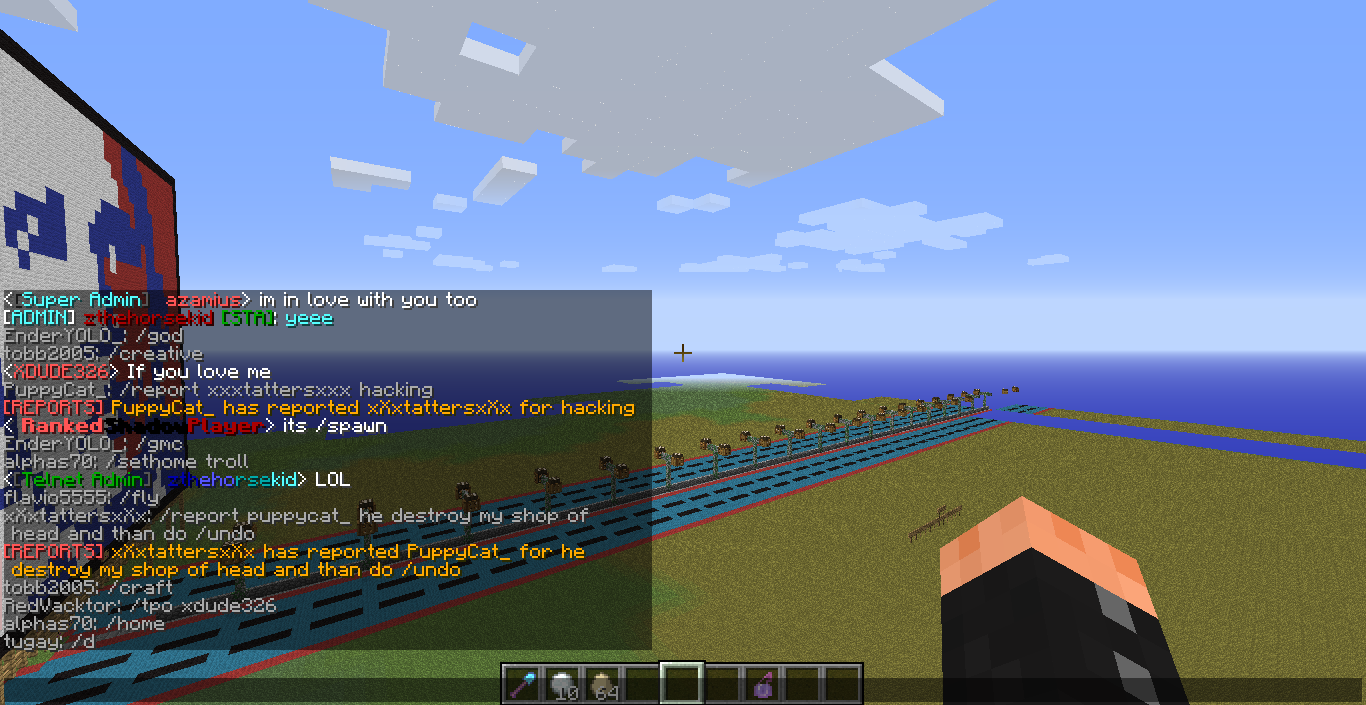 <[Super Admin] azamius> im in love with you too
[ADMIN] zthehorsekid [STA]: yeee
EnderYOLO_: /god
tobb2005: /creative
<XDUDE326> If you love me
PuppyCat_: /report xxxtattersxxx hacking
[REPORTS] PuppyCat_ has reported xXxtattersxXx for hacking
< RankedShadowPlayer> its /spawn
EnderYOLO_: /gmc
alphas70: /sethome troll
<[Telnet Admin] zthehorsekid> LOL
flavio5555: /fly
xXxtattersxXx: /report puppycat_ he destroy my shop of
head and than do /undo
[REPORTS] xXxtattersxXx has reported PuppyCat_ for he
destroy my shop of head and than do /undo
tobb2005: /craft
RedVacktor: /tpo xdude326
alphas70: /home
tugay: /d
10 64